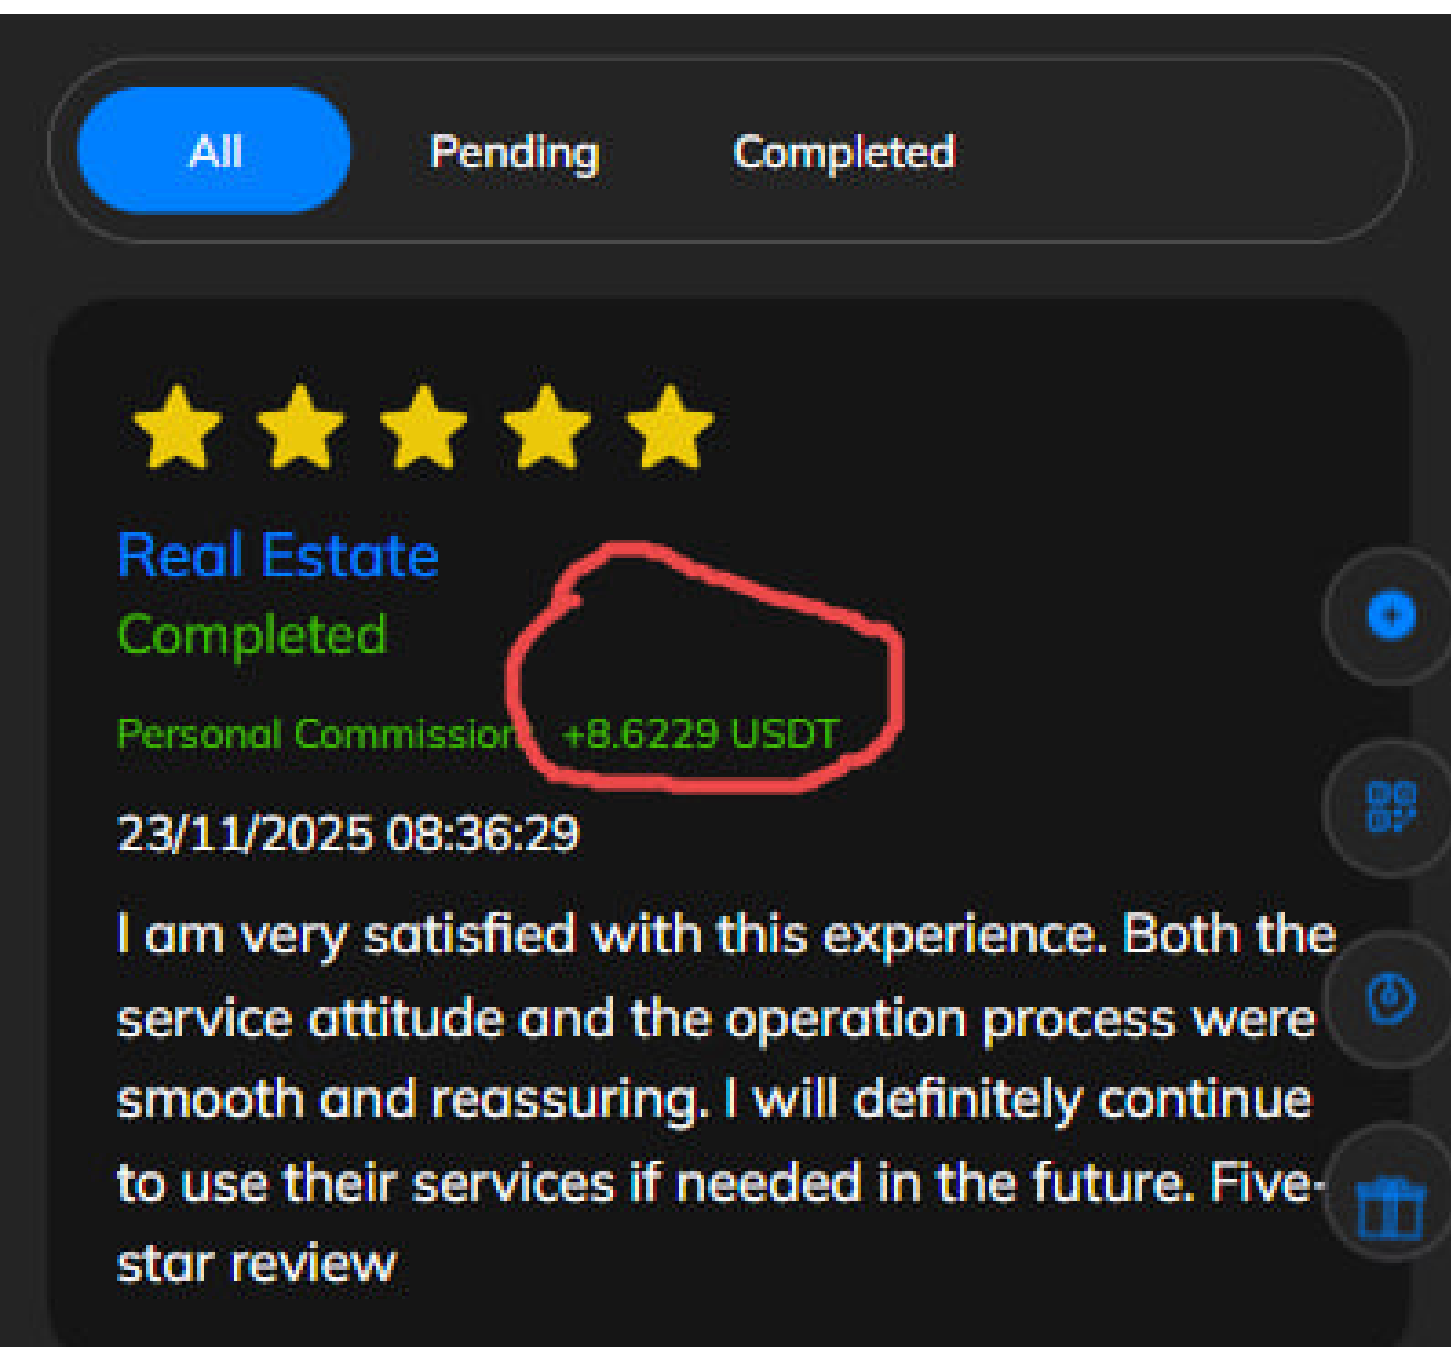 All Pending Completed
Real Estate
Completed
Personal Commission: +8.6229 USDT
23/11/2025 08:36:29
I am very satisfied with this experience. Both the
service attitude and the operation process were
smooth and reassuring. I will definitely continue
to use their services if needed in the future. Five-
star review